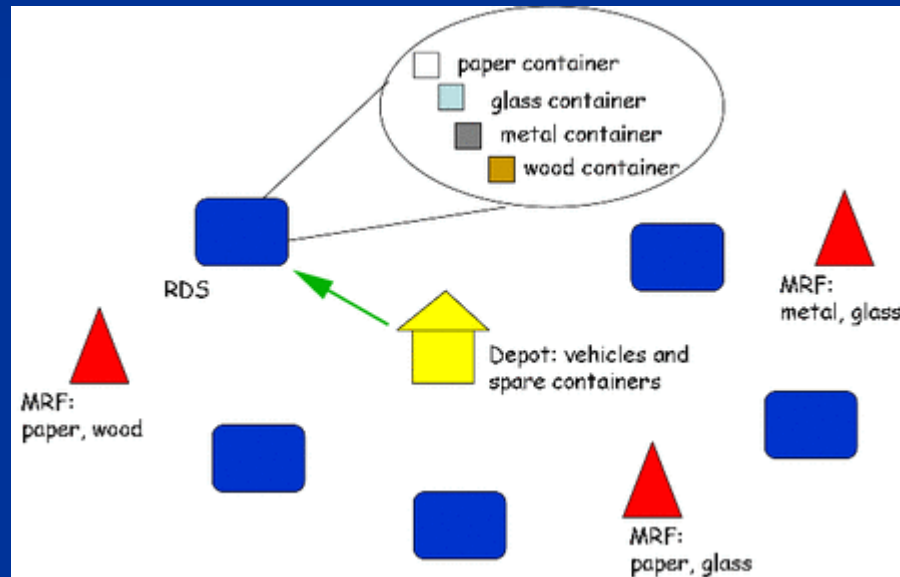 paper container
glass container
metal container
wood container
RDS
MRF:
metal, glass
Depot: vehicles and
spare containers
MRF:
paper, wood
MRF:
paper, glass